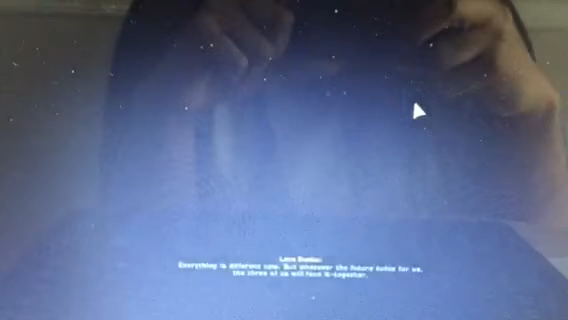 Everything is different now. But whatever the future holds for us,
the three of us will face it-together.